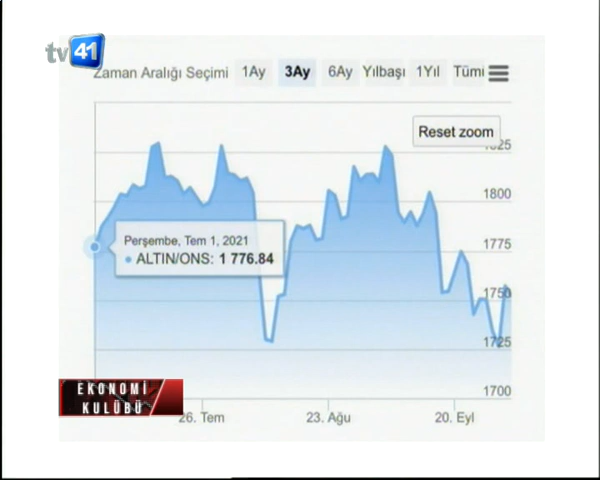 tv41
Zaman Aralığı Seçimi 1Ay 3Ay 6Ay Yılbaşı 1Yıl Tümü
Reset zoom
1825
1800
Perşembe, Tem 1, 2021
ALTIN/ONS: 1 776.84
1775
1750
1725
1700
EKONOMİ
KULÜBÜ
26. Tem 23. Ağu 20. Eyl